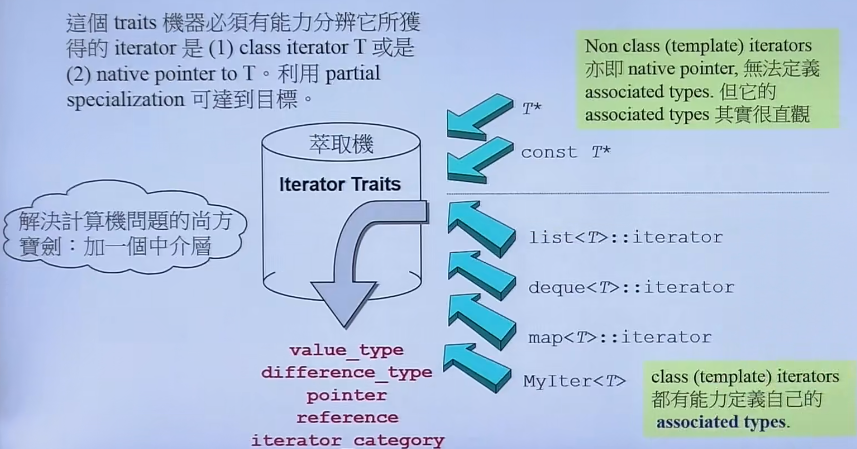 這個 traits 機器必須有能力分辨它所獲
得的 iterator 是 (1) class iterator T 或是
(2) native pointer to T。利用 partial
specialization 可達到目標。
Non class (template) iterators
亦即 native pointer, 無法定義
associated types. 但它的
associated types 其實很直觀
T*
const T*
萃取機
Iterator Traits
解決計算機問題的尚方
寶劍：加一個中介層
list<T>::iterator
deque<T>::iterator
map<T>::iterator
MyIter<T>
class (template) iterators
都有能力定義自己的
associated types.
value_type
difference_type
pointer
reference
iterator_category